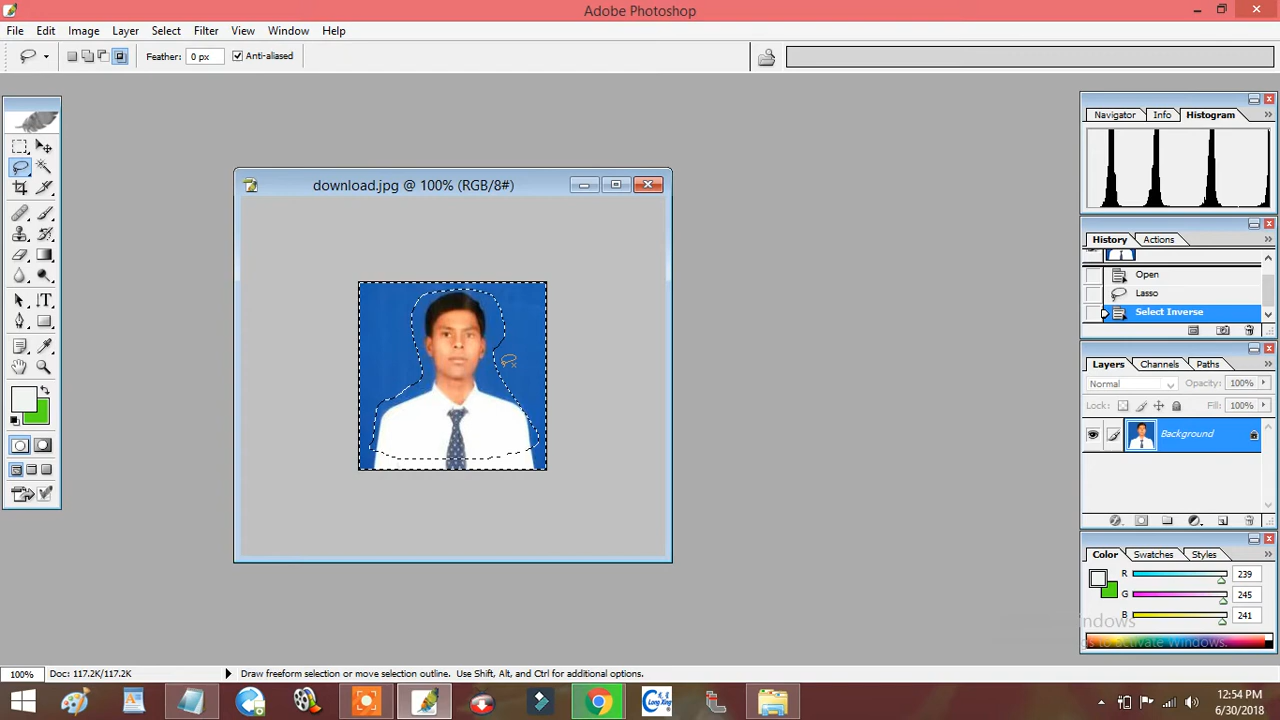 Adobe Photoshop
File Edit Image Layer Select Filter View Window Help
Feather: 0 px Anti-aliased
Navigator Info Histogram
download.jpg @ 100% (RGB/8#)
History Actions
Open
Lasso
Select Inverse
Layers Channels Paths
Normal Opacity: 100%
Lock: Fill: 100%
Background
Color Swatches Styles
R 239
G 245
B 241
100% Doc: 117.2K/117.2K Draw freeform selection or move selection outline. Use Shift, Alt, and Ctrl for additional options.
12:54 PM
6/30/2018